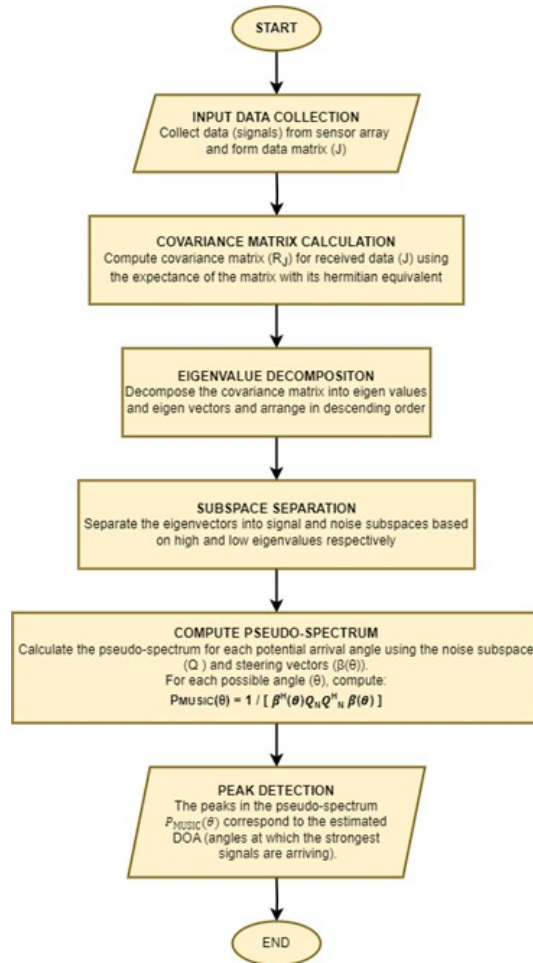 START
INPUT DATA COLLECTION
Collect data (signals) from sensor array
and form data matrix (J)
COVARIANCE MATRIX CALCULATION
Compute covariance matrix (R_J) for received data (J) using
the expectance of the matrix with its hermitian equivalent
EIGENVALUE DECOMPOSITON
Decompose the covariance matrix into eigen values
and eigen vectors and arrange in descending order
SUBSPACE SEPARATION
Separate the eigenvectors into signal and noise subspaces based
on high and low eigenvalues respectively
COMPUTE PSEUDO-SPECTRUM
Calculate the pseudo-spectrum for each potential arrival angle using the noise subspace
(Q ) and steering vectors (β(θ)).
For each possible angle (θ), compute:
PMUSIC(θ) = 1 / [ β^H(θ)Q_N Q^H_N β(θ) ]
PEAK DETECTION
The peaks in the pseudo-spectrum
P_MUSIC(θ) correspond to the estimated
DOA (angles at which the strongest
signals are arriving).
END